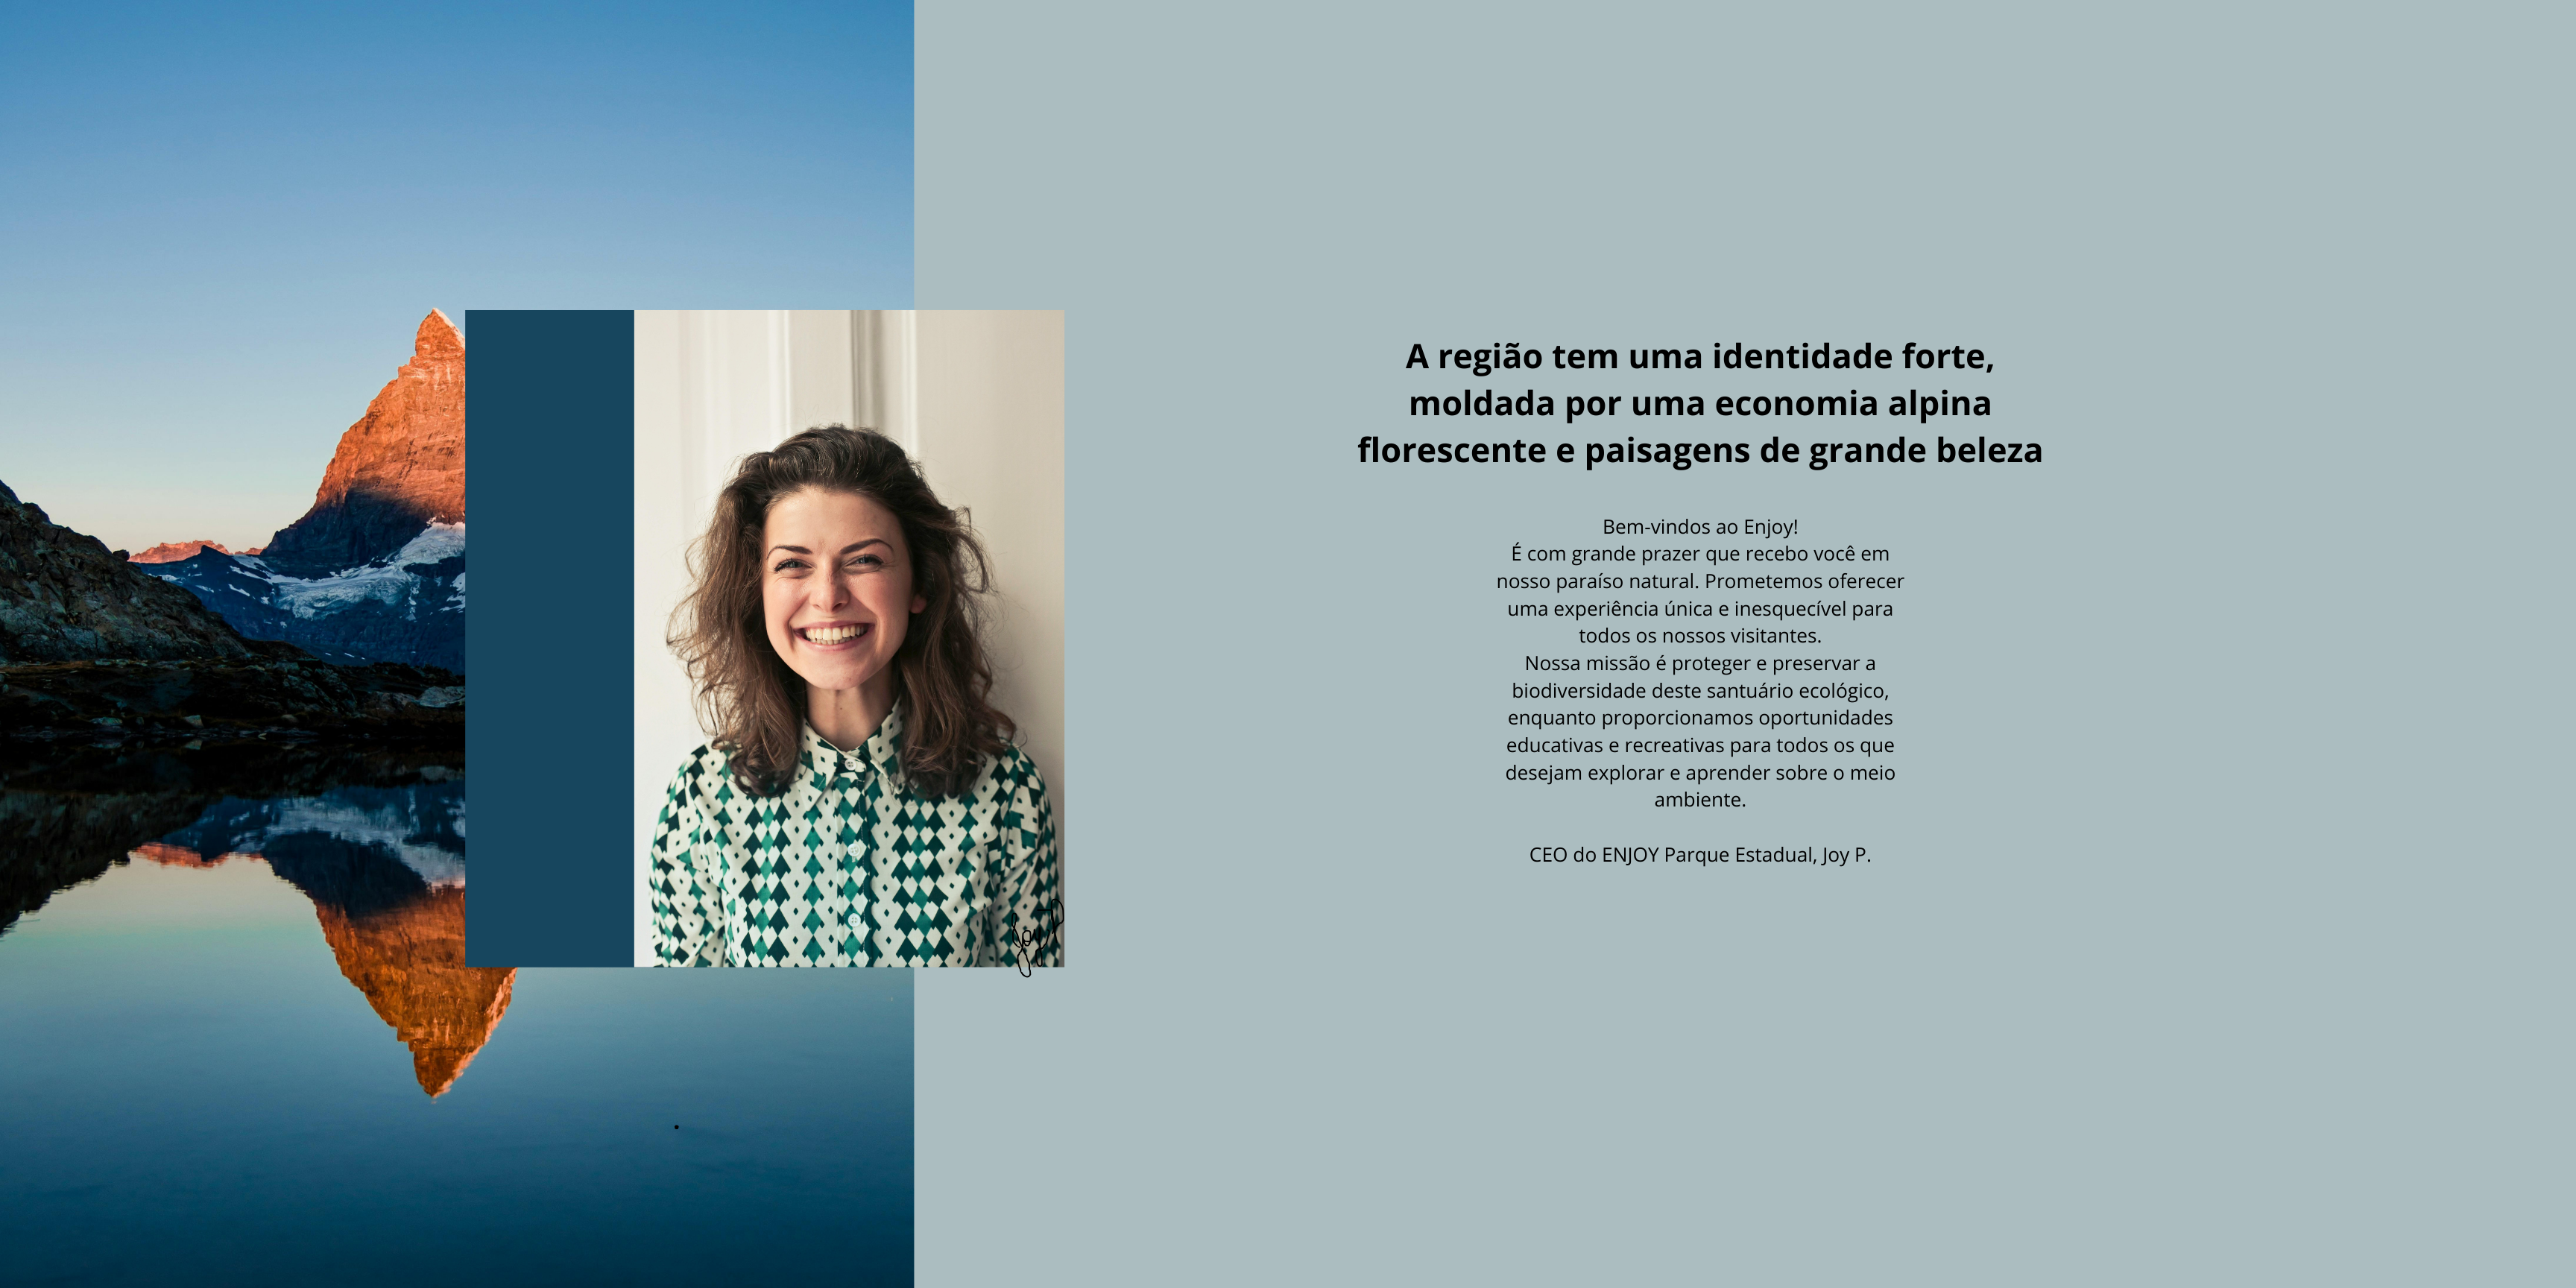 A região tem uma identidade forte,
moldada por uma economia alpina
florescente e paisagens de grande beleza
Bem-vindos ao Enjoy!
É com grande prazer que recebo você em
nosso paraíso natural. Prometemos oferecer
uma experiência única e inesquecível para
todos os nossos visitantes.
Nossa missão é proteger e preservar a
biodiversidade deste santuário ecológico,
enquanto proporcionamos oportunidades
educativas e recreativas para todos os que
desejam explorar e aprender sobre o meio
ambiente.
CEO do ENJOY Parque Estadual, Joy P.